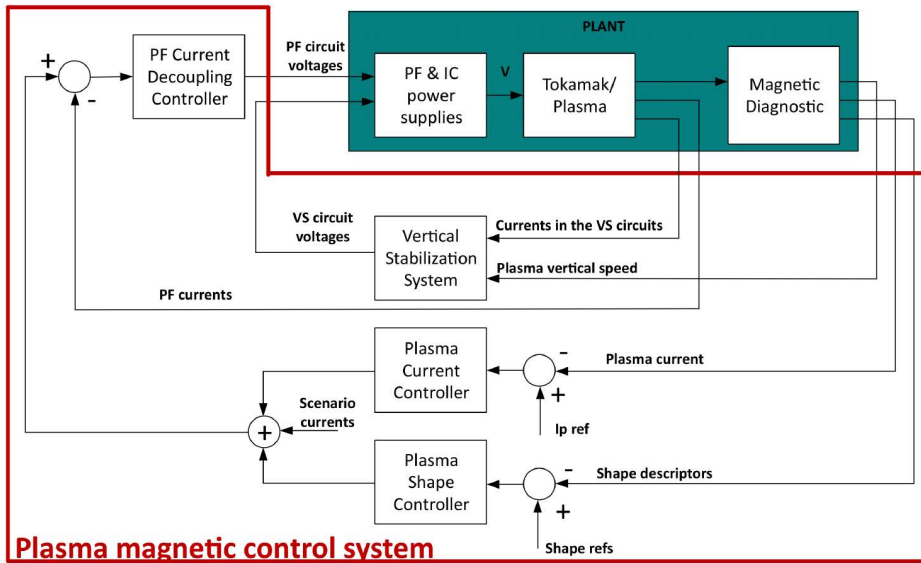 PLANT
+
-
PF Current
Decoupling
Controller
PF circuit
voltages
PF & IC
power
supplies
V
Tokamak/
Plasma
Magnetic
Diagnostic
VS circuit
voltages
Vertical
Stabilization
System
Currents in the VS circuits
Plasma vertical speed
PF currents
Plasma
Current
Controller
-
+
Plasma current
Ip ref
Scenario
currents
+
Plasma
Shape
Controller
-
+
Shape descriptors
Shape refs
Plasma magnetic control system